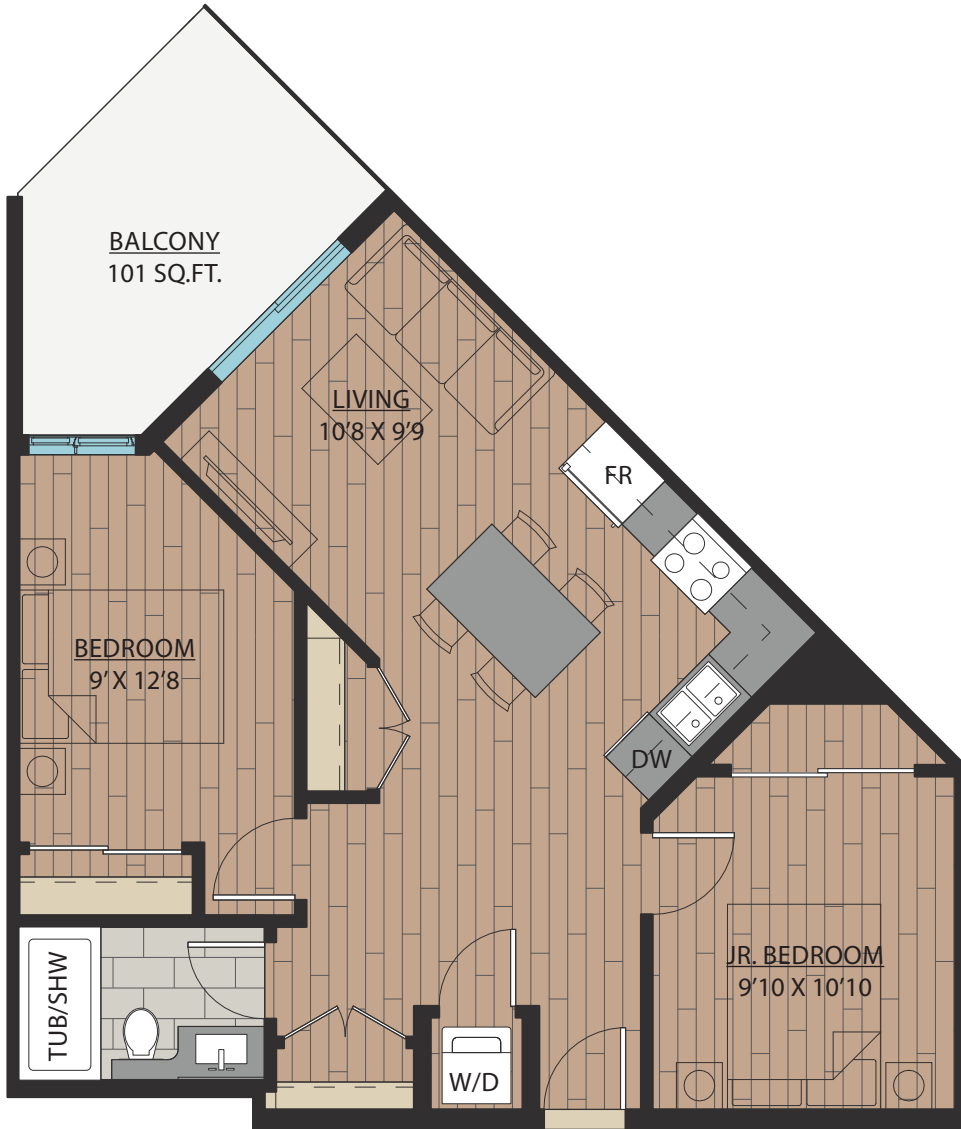 BALCONY
101 SQ.FT.
LIVING
10'8 X 9'9
FR
BEDROOM
9' X 12'8
DW
JR. BEDROOM
9'10 X 10'10
TUB/SHW
W/D